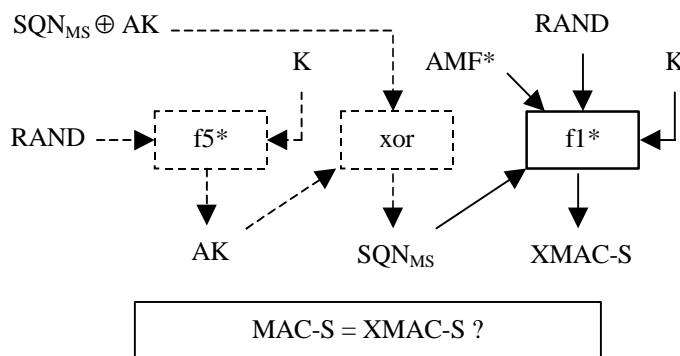 SQN_MS ⊕ AK
RAND
K
AMF*
K
RAND
f5*
xor
f1*
AK
SQN_MS
XMAC-S
MAC-S = XMAC-S ?